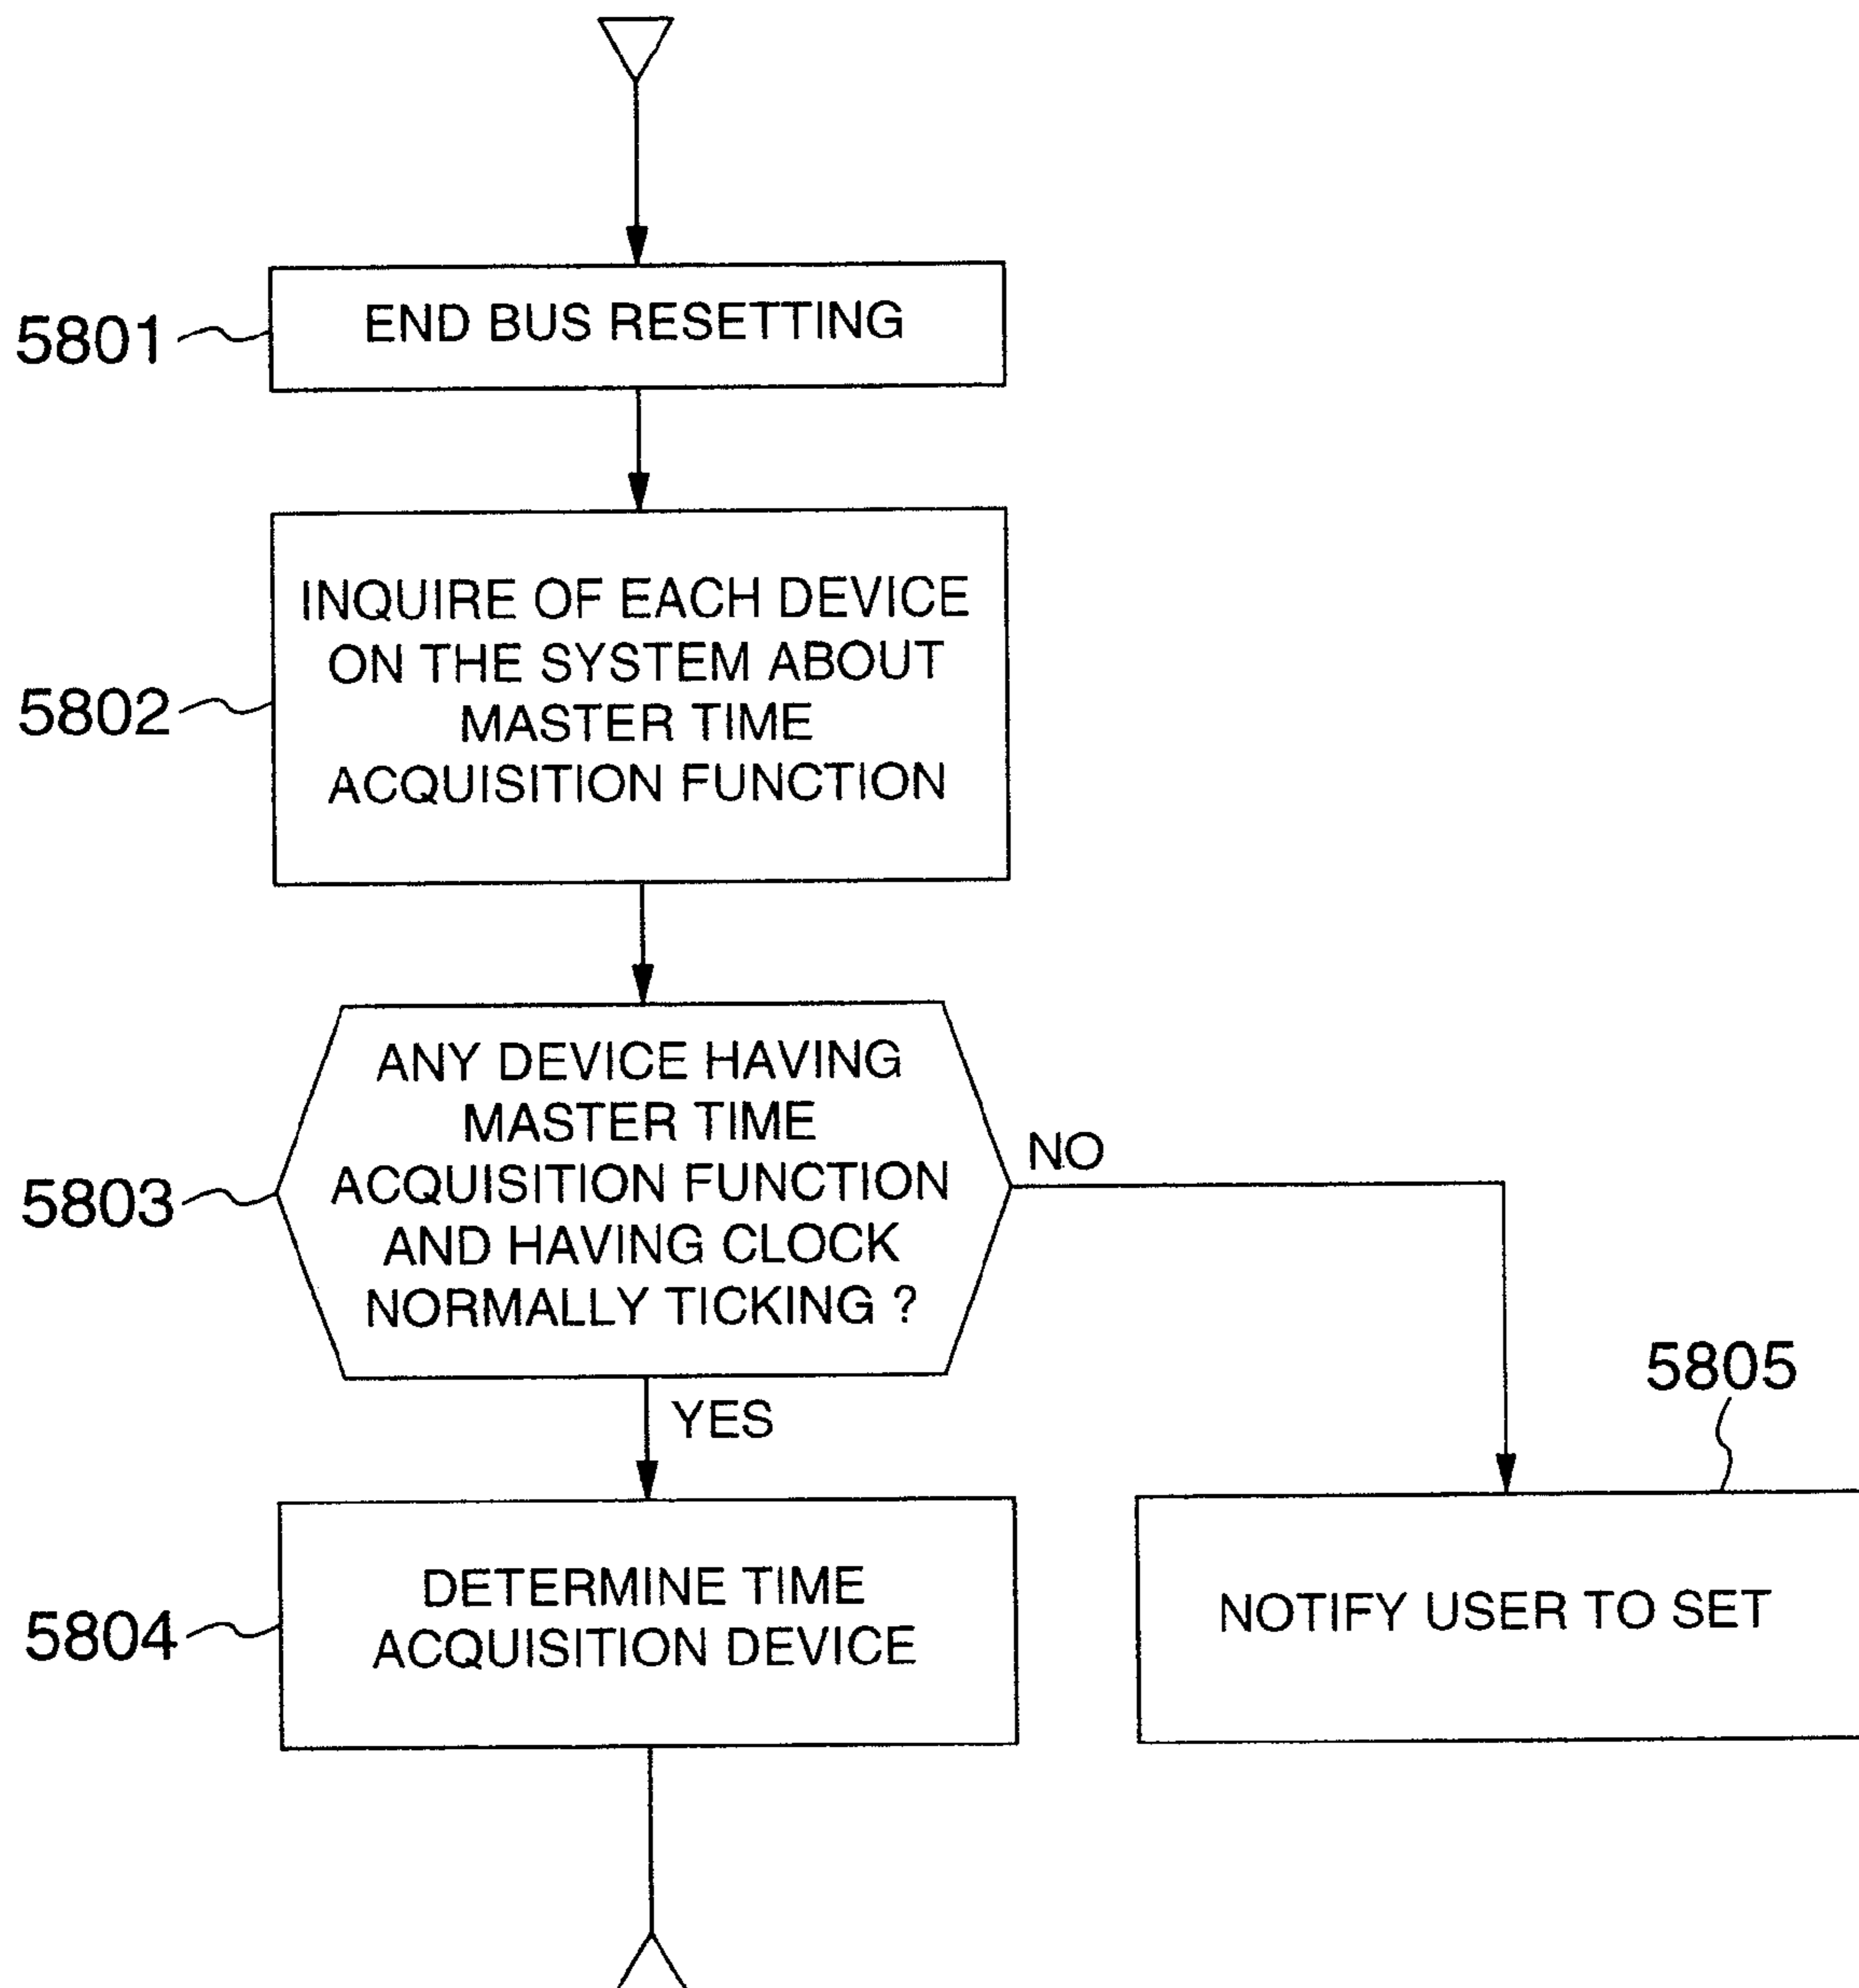 5801
END BUS RESETTING
5802
INQUIRE OF EACH DEVICE
ON THE SYSTEM ABOUT
MASTER TIME
ACQUISITION FUNCTION
5803
ANY DEVICE HAVING
MASTER TIME
ACQUISITION FUNCTION
AND HAVING CLOCK
NORMALLY TICKING ?
NO
YES
5804
DETERMINE TIME
ACQUISITION DEVICE
5805
NOTIFY USER TO SET